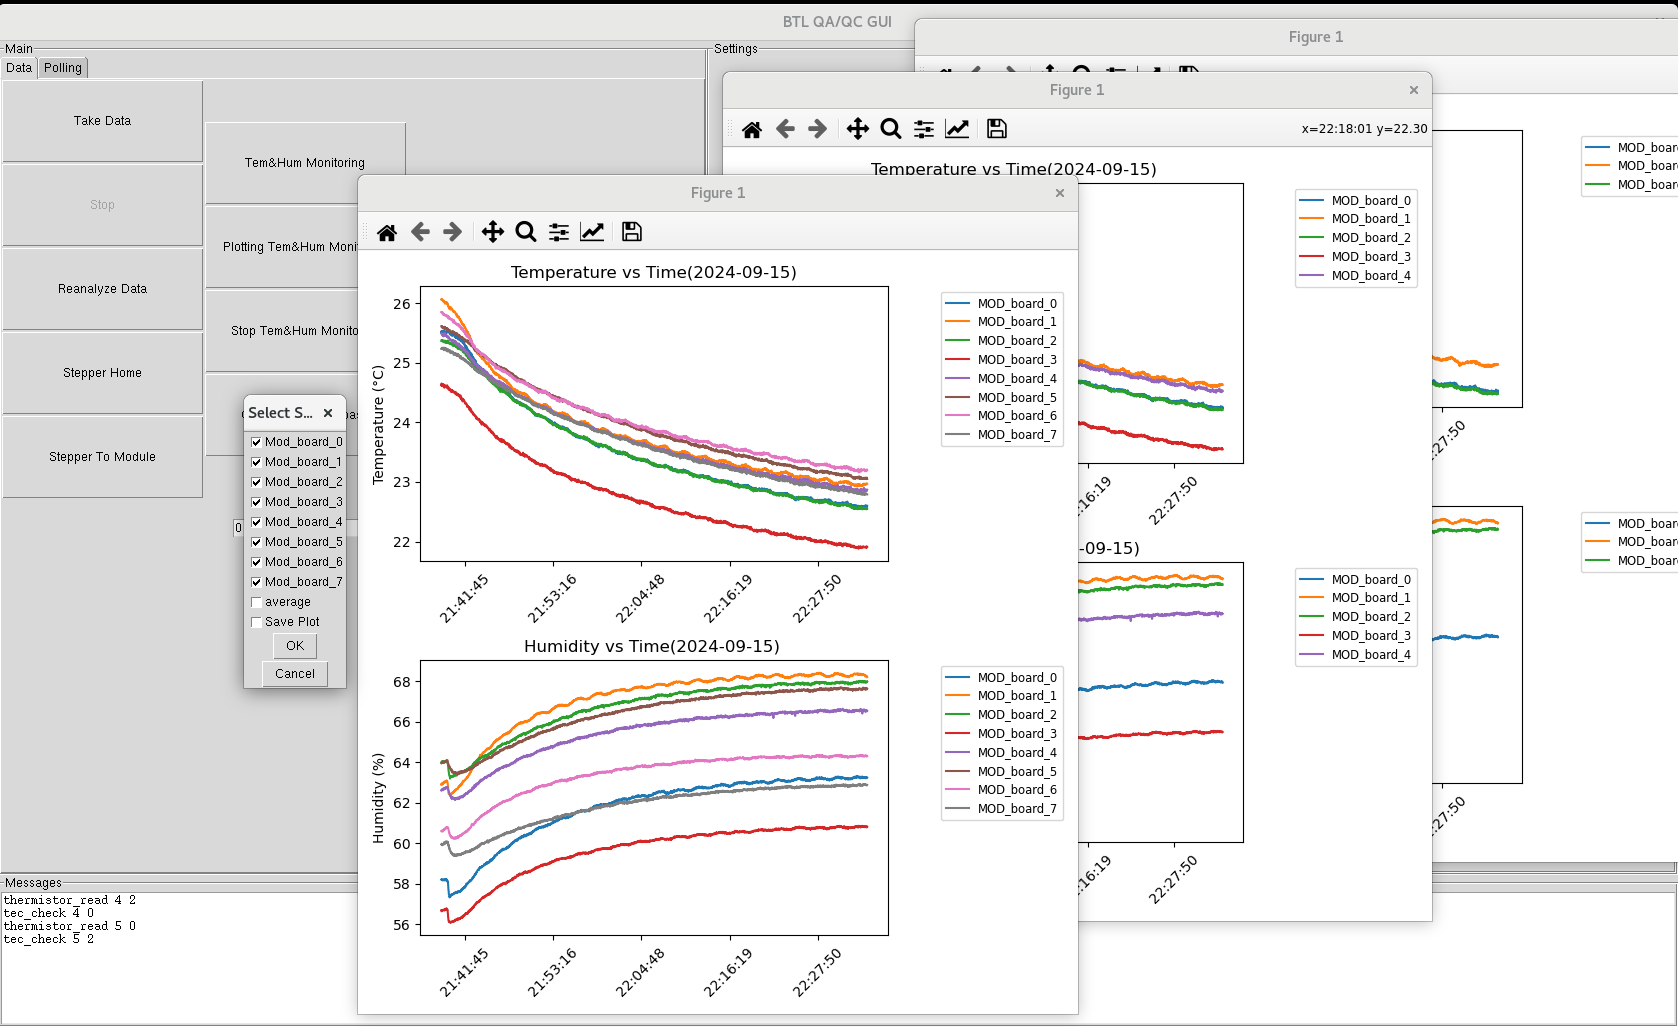 BTL QA/QC GUI
Main
Data
Polling
Take Data
Stop
Reanalyze Data
Stepper Home
Stepper To Module
Tem&Hum Monitoring
Plotting Tem&Hum
Stop Tem&Hum
Settings
Select S...
Mod_board_0
Mod_board_1
Mod_board_2
Mod_board_3
Mod_board_4
Mod_board_5
Mod_board_6
Mod_board_7
average
Save Plot
OK
Cancel
0
Figure 1
Temperature vs Time(2024-09-15)
Temperature (°C)
26
25
24
23
22
21:41:45
21:53:16
22:04:48
22:16:19
22:27:50
MOD_board_0
MOD_board_1
MOD_board_2
MOD_board_3
MOD_board_4
MOD_board_5
MOD_board_6
MOD_board_7
Humidity vs Time(2024-09-15)
Humidity (%)
68
66
64
62
60
58
56
21:41:45
21:53:16
22:04:48
22:16:19
22:27:50
MOD_board_0
MOD_board_1
MOD_board_2
MOD_board_3
MOD_board_4
MOD_board_5
MOD_board_6
MOD_board_7
Figure 1
x=22:18:01 y=22.30
Temperature vs Time(2024-09-15)
MOD_board_0
MOD_board_1
MOD_board_2
MOD_board_3
MOD_board_4
:16:19
22:27:50
-09-15)
MOD_board_0
MOD_board_1
MOD_board_2
MOD_board_3
MOD_board_4
:16:19
22:27:50
Figure 1
MOD_boar
MOD_boar
MOD_boar
:27:50
MOD_boar
MOD_boar
MOD_boar
:27:50
Messages
thermistor_read 4 2
tec_check 4 0
thermistor_read 5 0
tec_check 5 2